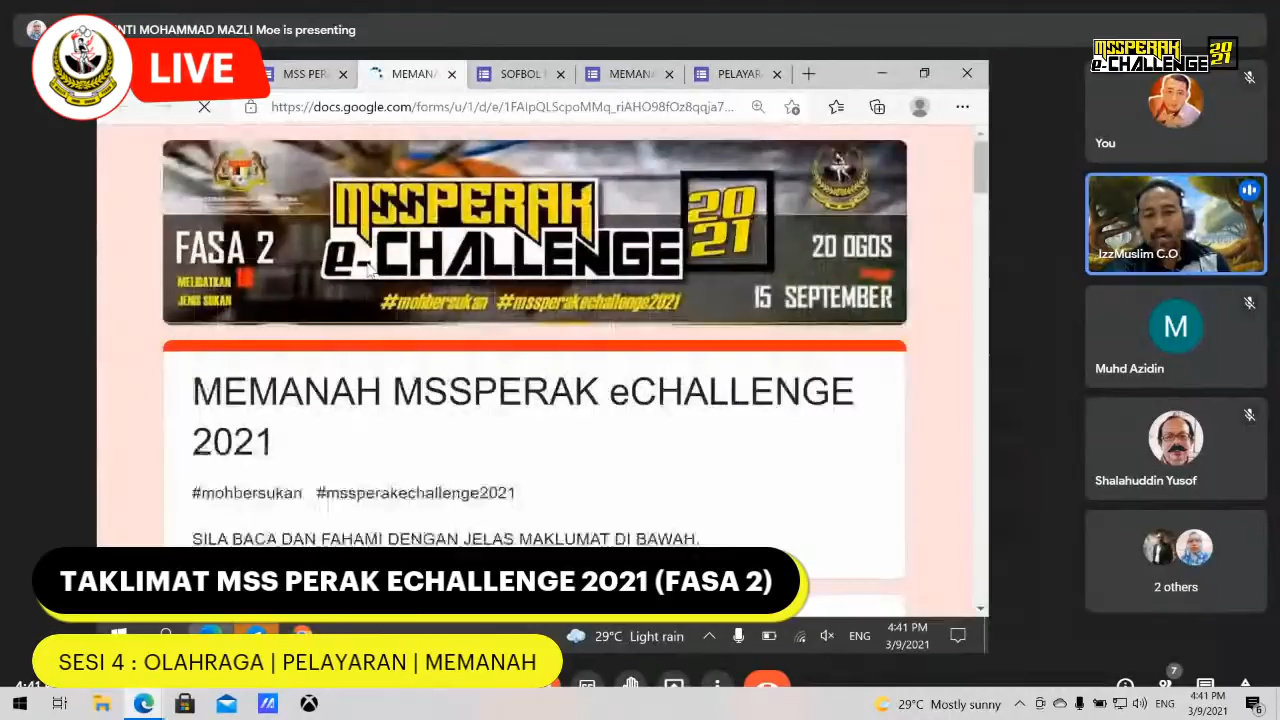 NTI MOHAMMAD MAZLI Moe is presenting
LIVE
MSSPERAK
e-CHALLENGE
2021
MSS PER
MEMANA
SOFBOL
MEMAN
PELAYAR
https://docs.google.com/forms/u/1/d/e/1FAIpQLScpoMMq_riAHO98fOz8qqja7...
You
FASA 2
MELIBATKAN
JENIS SUKAN
MSSPERAK
e-CHALLENGE
2021
#mohbersukan #mssperakechallenge2021
20 OGOS
15 SEPTEMBER
IzzMuslim C.O
M
Muhd Azidin
Shalahuddin Yusof
2 others
MEMANAH MSSPERAK eCHALLENGE
2021
#mohbersukan #mssperakechallenge2021
SILA BACA DAN FAHAMI DENGAN JELAS MAKLUMAT DI BAWAH.
TAKLIMAT MSS PERAK ECHALLENGE 2021 (FASA 2)
SESI 4 : OLAHRAGA | PELAYARAN | MEMANAH
29°C Light rain
ENG
4:41 PM
3/9/2021
7
29°C Mostly sunny
ENG
4:41 PM
3/9/2021
6